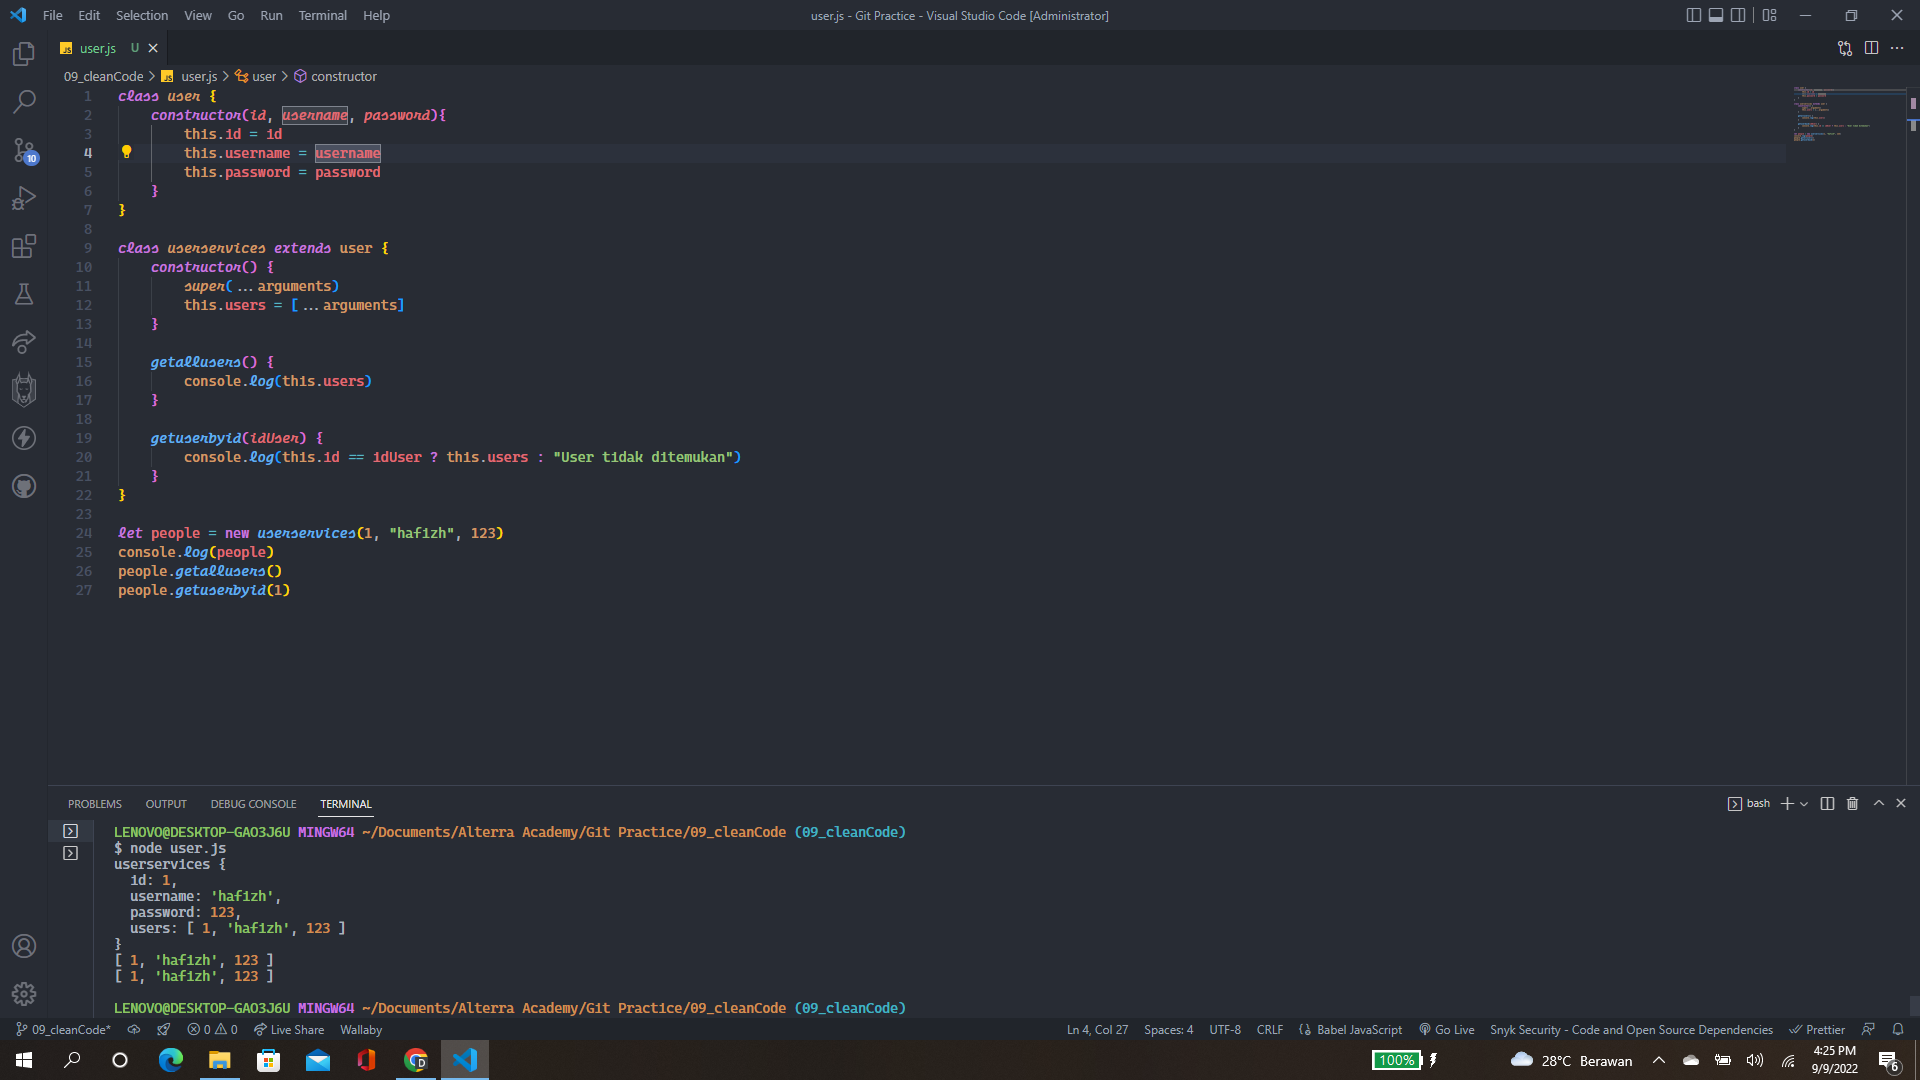 File Edit Selection View Go Run Terminal Help
user.js - Git Practice - Visual Studio Code [Administrator]
JS user.js U
09_cleanCode > JS user.js > user > constructor
1 class user {
2 constructor(id, username, password){
3 this.id = id
4 this.username = username
5 this.password = password
6 }
7 }
8
9 class userservices extends user {
10 constructor() {
11 super(...arguments)
12 this.users = [...arguments]
13 }
14
15 getallusers() {
16 console.log(this.users)
17 }
18
19 getuserbyid(idUser) {
20 console.log(this.id == idUser ? this.users : "User tidak ditemukan")
21 }
22 }
23
24 let people = new userservices(1, "hafizh", 123)
25 console.log(people)
26 people.getallusers()
27 people.getuserbyid(1)
10
PROBLEMS OUTPUT DEBUG CONSOLE TERMINAL
bash
LENOVO@DESKTOP-GAO3J6U MINGW64 ~/Documents/Alterra Academy/Git Practice/09_cleanCode (09_cleanCode)
$ node user.js
userservices {
id: 1,
username: 'hafizh',
password: 123,
users: [ 1, 'hafizh', 123 ]
}
[ 1, 'hafizh', 123 ]
[ 1, 'hafizh', 123 ]
LENOVO@DESKTOP-GAO3J6U MINGW64 ~/Documents/Alterra Academy/Git Practice/09_cleanCode (09_cleanCode)
09_cleanCode* 0 0 Live Share Wallaby
Ln 4, Col 27 Spaces: 4 UTF-8 CRLF {} Babel JavaScript Go Live Snyk Security - Code and Open Source Dependencies Prettier
100% 28°C Berawan
4:25 PM
9/9/2022
6